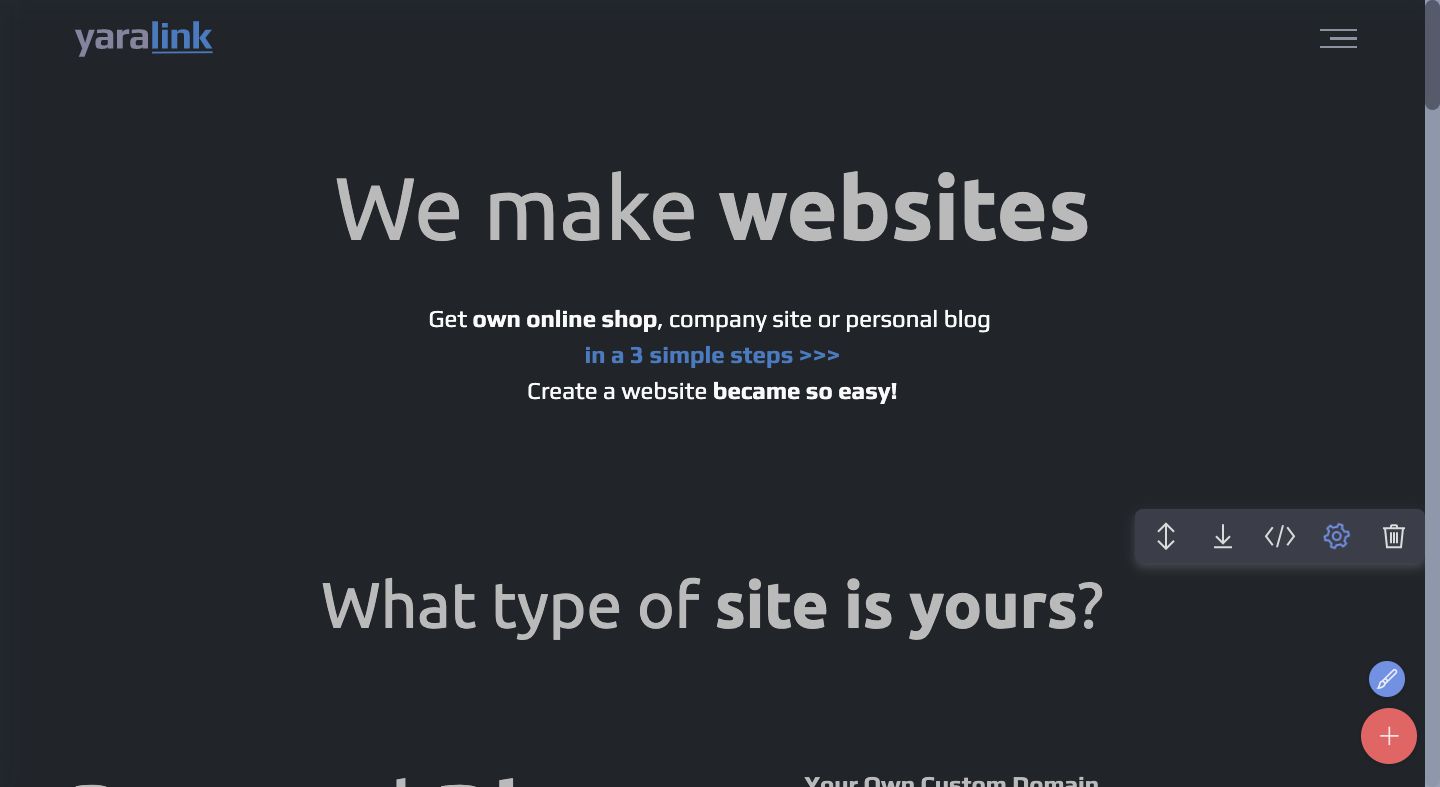 yaralink
We make websites
Get own online shop, company site or personal blog
in a 3 simple steps >>>
Create a website became so easy!
What type of site is yours?
Your Own Custom Domain